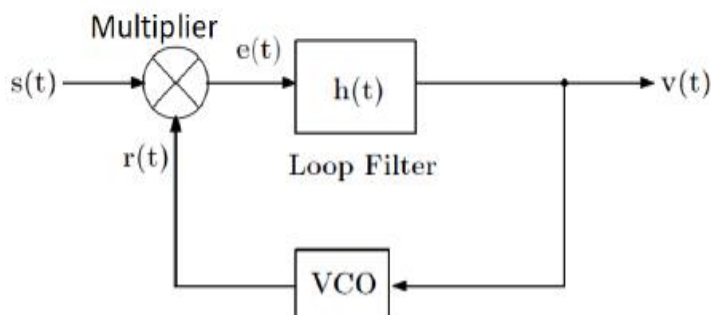 Multiplier
s(t)
e(t)
h(t)
v(t)
r(t)
Loop Filter
VCO